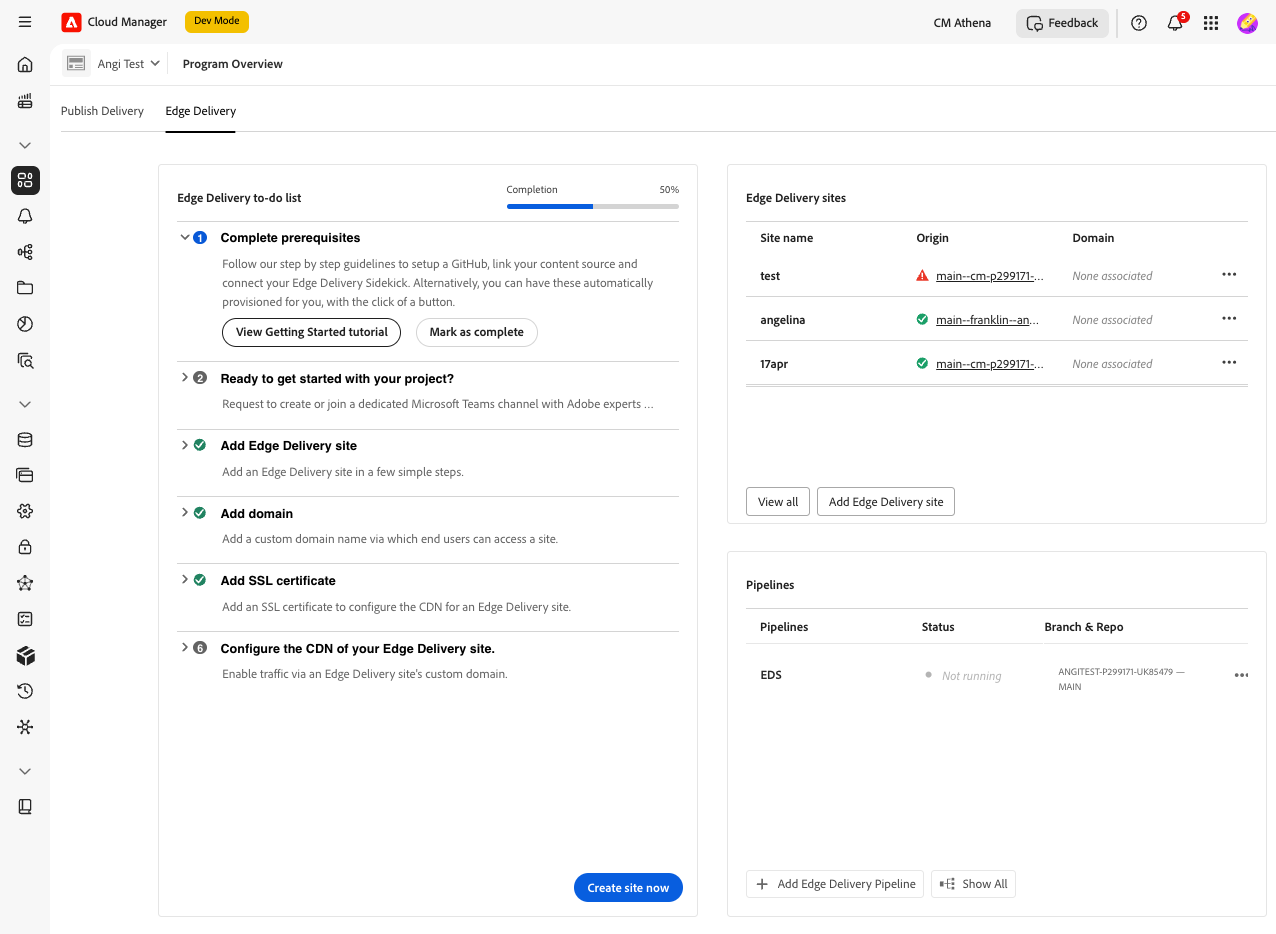 Cloud Manager
Dev Mode
CM Athena
Feedback
5
Angi Test
Program Overview
Publish Delivery
Edge Delivery
Edge Delivery to-do list
Completion
50%
1
Complete prerequisites
Follow our step by step guidelines to setup a GitHub, link your content source and
connect your Edge Delivery Sidekick. Alternatively, you can have these automatically
provisioned for you, with the click of a button.
View Getting Started tutorial
Mark as complete
2
Ready to get started with your project?
Request to create or join a dedicated Microsoft Teams channel with Adobe experts ...
Add Edge Delivery site
Add an Edge Delivery site in a few simple steps.
Add domain
Add a custom domain name via which end users can access a site.
Add SSL certificate
Add an SSL certificate to configure the CDN for an Edge Delivery site.
6
Configure the CDN of your Edge Delivery site.
Enable traffic via an Edge Delivery site's custom domain.
Create site now
Edge Delivery sites
Site name Origin Domain
test main--cm-p299171-... None associated
angelina main--franklin--an... None associated
17apr main--cm-p299171-... None associated
View all
Add Edge Delivery site
Pipelines
Pipelines Status Branch & Repo
EDS Not running ANGITEST-P299171-UK85479 —
MAIN
Add Edge Delivery Pipeline
Show All